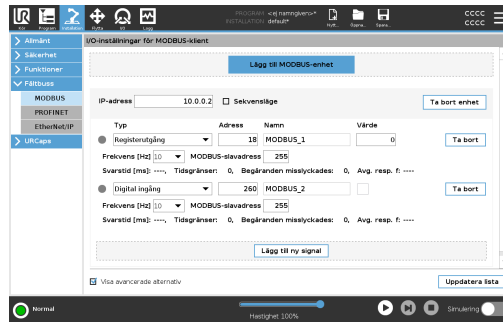 PROGRAM <ej namngiven>*
INSTALLATION default*
CCCC
CCCC
Kör Program Installation Flytta I/O Logg Nytt... Öppna... Spara...
Allmänt
Säkerhet
Funktioner
Fältbuss
MODBUS
PROFINET
EtherNet/IP
URCaps
I/O-inställningar för MODBUS-klient
Lägg till MODBUS-enhet
IP-adress 10.0.0.2 Sekvensläge Ta bort enhet
Typ Adress Namn Värde
Registerutgång 18 MODBUS_1 0 Ta bort
Frekvens [Hz] 10 MODBUS-slavadress 255
Svarstid [ms]: ----, Tidsgränser: 0, Begäranden misslyckades: 0, Avg. resp. f: ----
Digital ingång 260 MODBUS_2 Ta bort
Frekvens [Hz] 10 MODBUS-slavadress 255
Svarstid [ms]: ----, Tidsgränser: 0, Begäranden misslyckades: 0, Avg. resp. f: ----
Lägg till ny signal
Visa avancerade alternativ Uppdatera lista
Normal Hastighet 100% Simulering